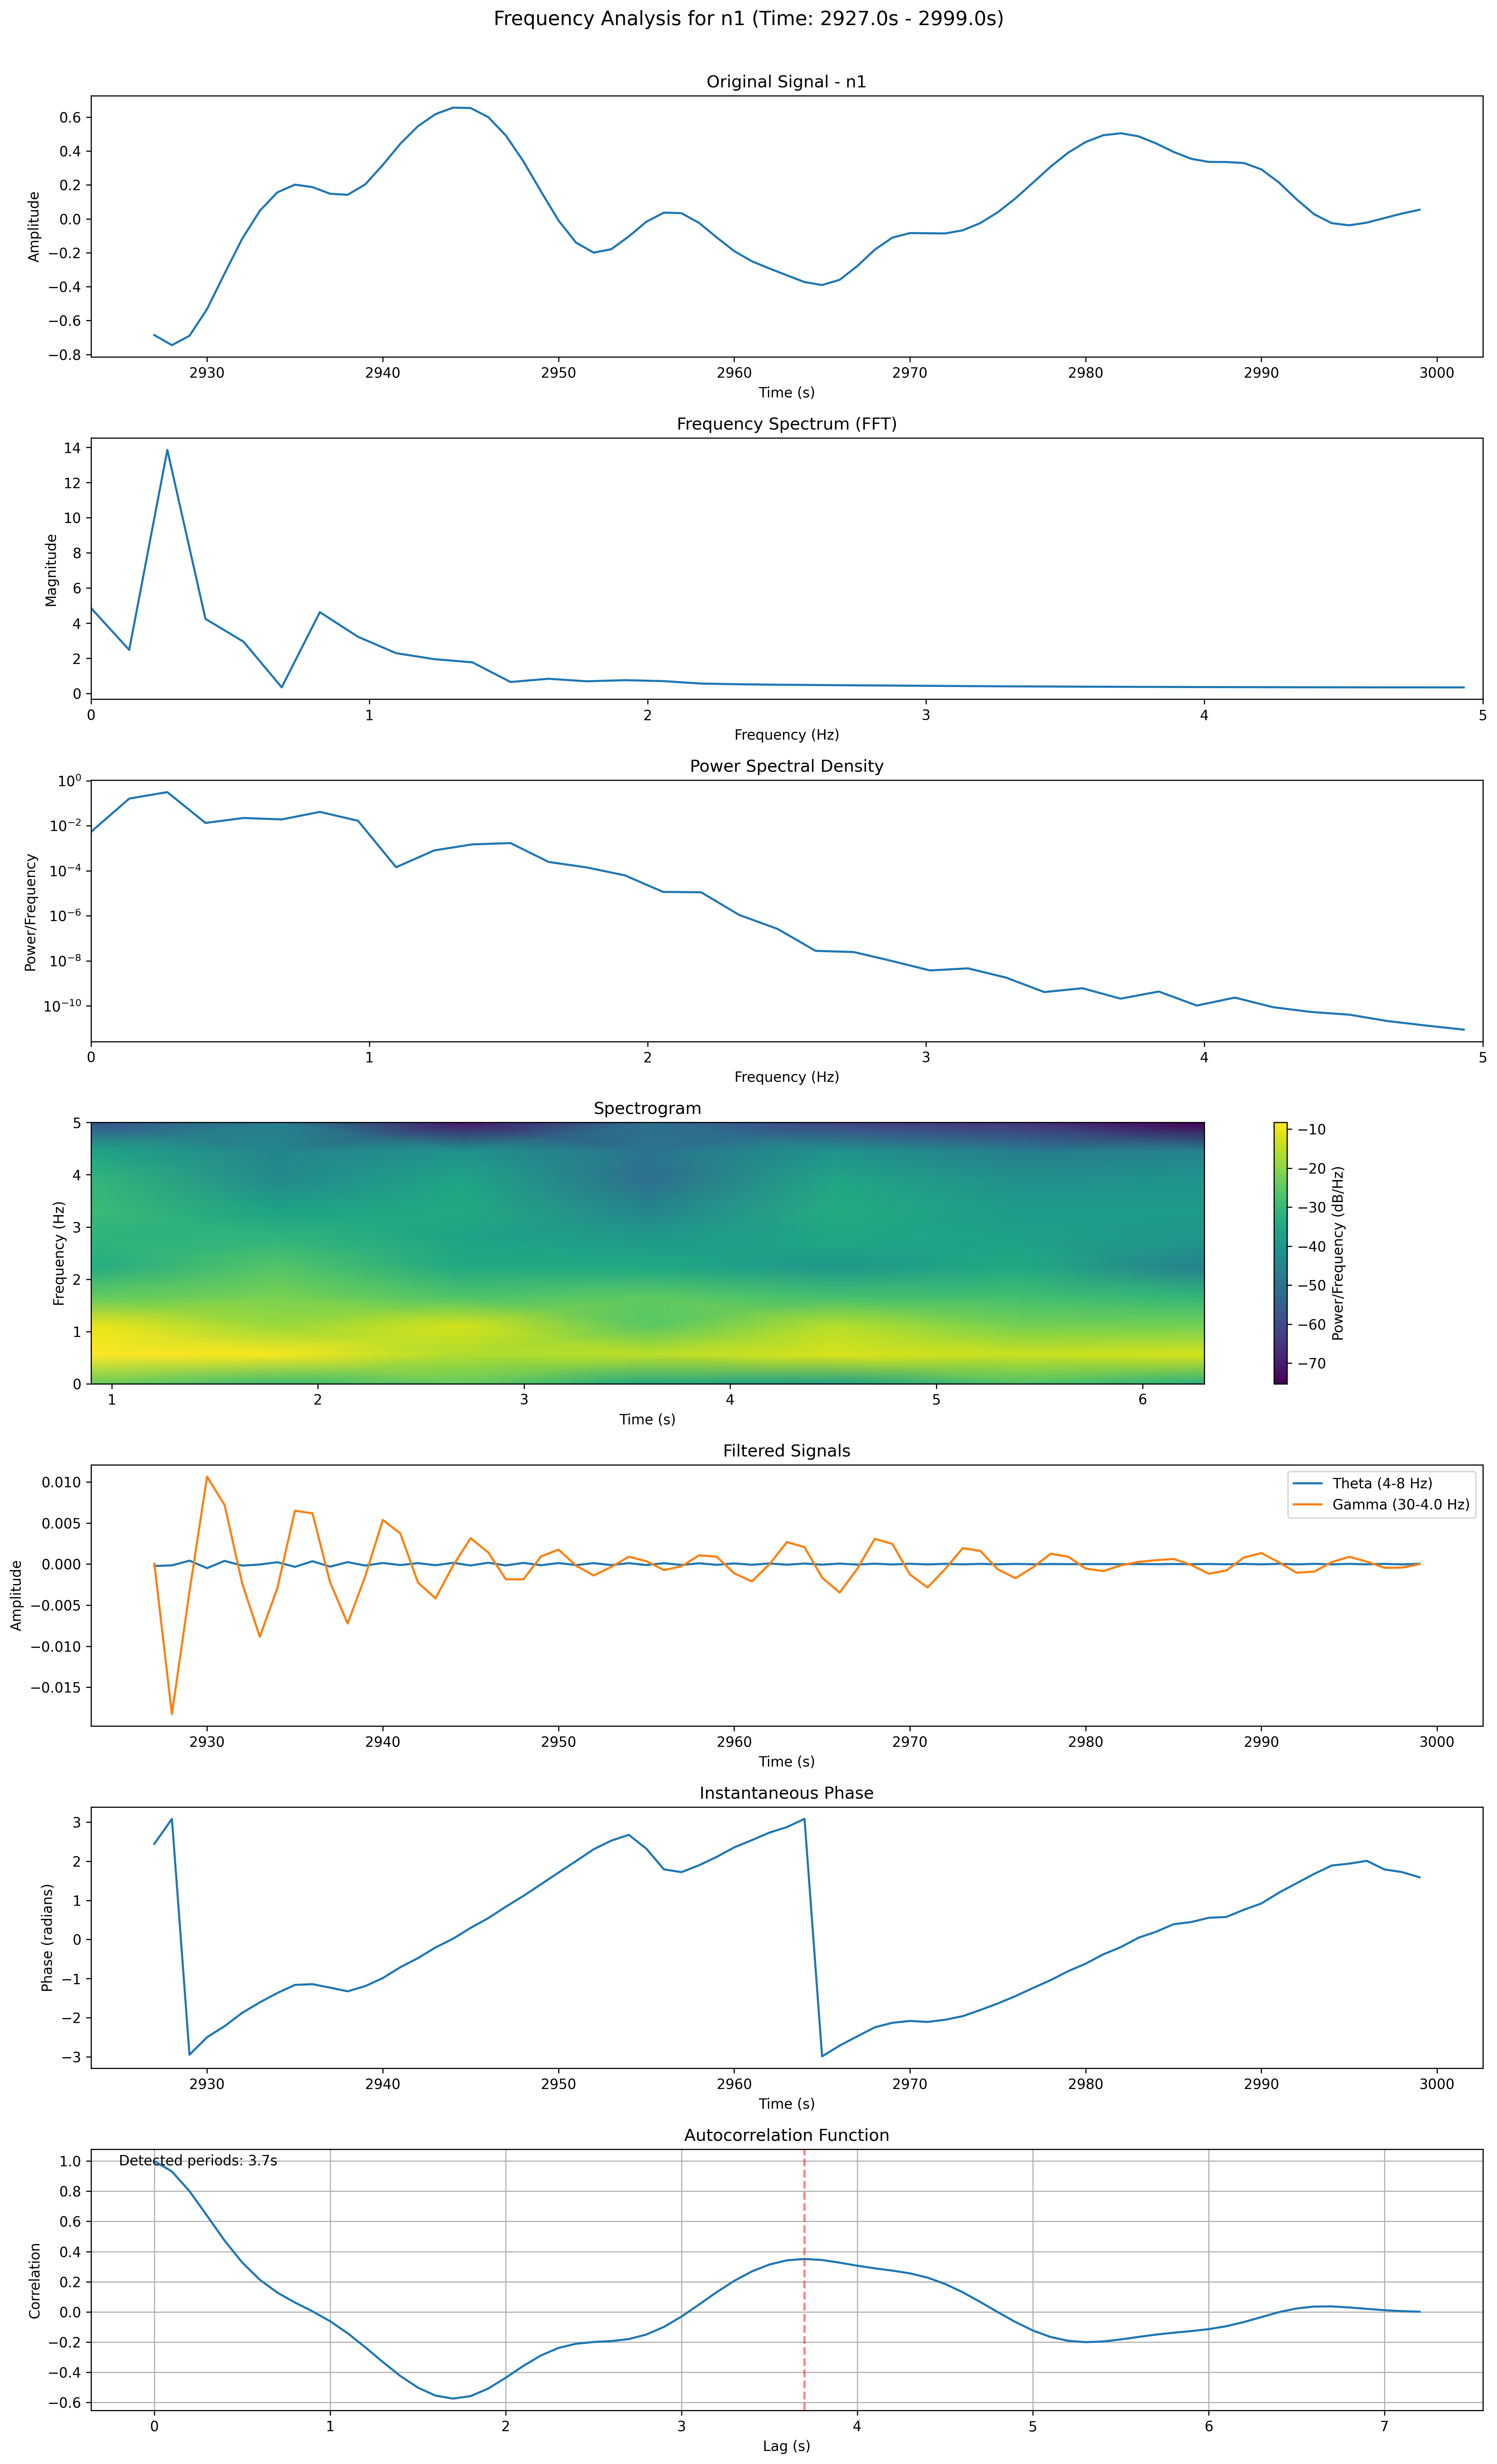 Frequency Analysis for n1 (Time: 2927.0s - 2999.0s)
Original Signal - n1
Amplitude
0.6
0.4
0.2
0.0
−0.2
−0.4
−0.6
−0.8
2930 2940 2950 2960 2970 2980 2990 3000
Time (s)
Frequency Spectrum (FFT)
Magnitude
14
12
10
8
6
4
2
0
0 1 2 3 4 5
Frequency (Hz)
Power Spectral Density
Power/Frequency
10⁰
10⁻²
10⁻⁴
10⁻⁶
10⁻⁸
10⁻¹⁰
0 1 2 3 4 5
Frequency (Hz)
Spectrogram
Frequency (Hz)
5
4
3
2
1
0
1 2 3 4 5 6
Time (s)
−10
−20
−30
−40
−50
−60
−70
Power/Frequency (dB/Hz)
Filtered Signals
Amplitude
0.010
0.005
0.000
−0.005
−0.010
−0.015
Theta (4-8 Hz)
Gamma (30-4.0 Hz)
2930 2940 2950 2960 2970 2980 2990 3000
Time (s)
Instantaneous Phase
Phase (radians)
3
2
1
0
−1
−2
−3
2930 2940 2950 2960 2970 2980 2990 3000
Time (s)
Autocorrelation Function
Detected periods: 3.7s
Correlation
1.0
0.8
0.6
0.4
0.2
0.0
−0.2
−0.4
−0.6
0 1 2 3 4 5 6 7
Lag (s)